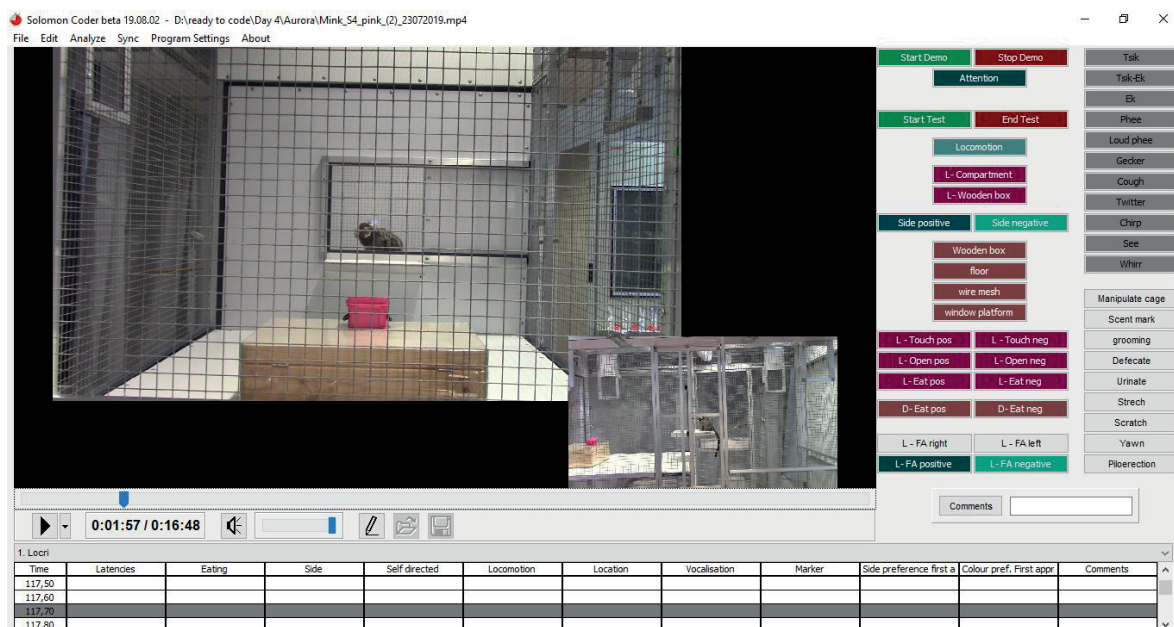 Solomon Coder beta 19.08.02 - D:\ready to code\Day 4\Aurora\Mink_S4_pink_(2)_23072019.mp4
File Edit Analyze Sync Program Settings About
Start Demo Stop Demo
Attention
Start Test End Test
Locomotion
L- Compartment
L- Wooden box
Side positive Side negative
Wooden box
floor
wire mesh
window platform
L - Touch pos L - Touch neg
L - Open pos L - Open neg
L- Eat pos L- Eat neg
D- Eat pos D- Eat neg
L - FA right L - FA left
L- FA positive L- FA negative
Tsik
Tsik-Ek
Ek
Phee
Loud phee
Gecker
Cough
Twitter
Chirp
See
Whirr
Manipulate cage
Scent mark
grooming
Defecate
Urinate
Strech
Scratch
Yawn
Piloerection
Comments
0:01:57 / 0:16:48
1. Locri
Time Latencies Eating Side Self directed Locomotion Location Vocalisation Marker Side preference first a Colour pref. First appr Comments
117,50
117,60
117,70
117,80